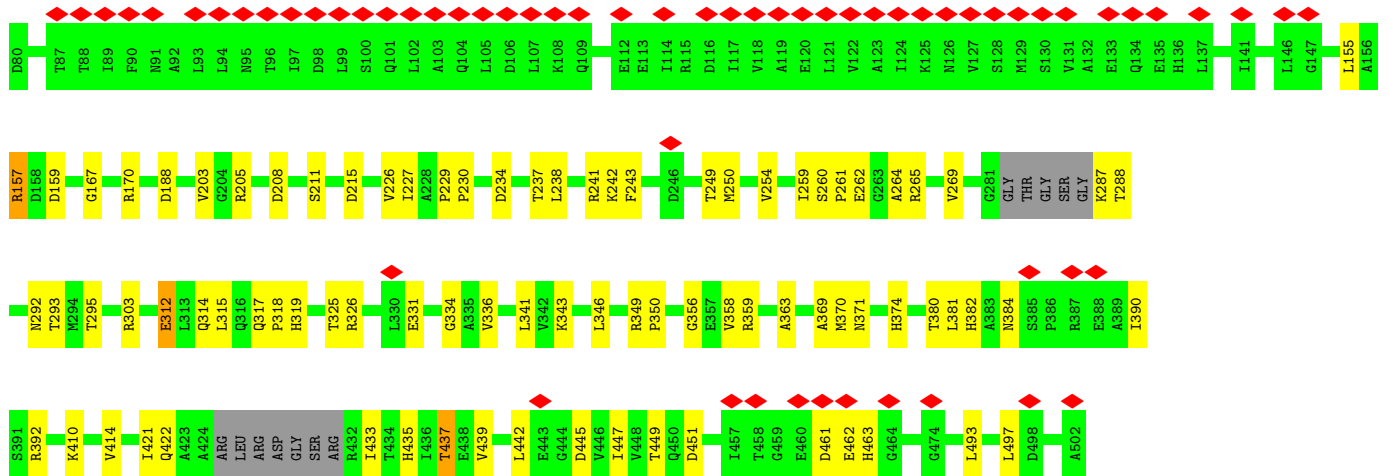 D80 T87 T88 I89 F90 N91 A92 L93 L94 N95 T96 I97 D98 L99 S100 Q101 L102 A103 Q104 L105 D106 L107 K108 Q109 E112 E113 I114 R115 D116 I117 V118 A119 E120 L121 V122 A123 I124 K125 N126 V127 S128 M129 S130 V131 A132 E133 Q134 E135 H136 L137 I141 L146 G147 L155 A156
R157 D158 D159 G167 R170 D188 V203 G204 R205 D208 S211 D215 V226 I227 A228 P229 P230 D234 T237 L238 R241 K242 F243 D246 T249 M250 V254 I259 S260 P261 E262 G263 A264 R265 V269 G281 GLY THR GLY SER GLY K287 T288
N292 T293 M294 T295 R303 E312 L313 Q314 L315 Q316 Q317 P318 H319 T325 R326 L330 E331 G334 A335 V336 L341 V342 K343 L346 R349 P350 G356 E357 V358 R359 A363 A369 M370 N371 H374 T380 L381 H382 A383 N384 S385 P386 R387 E388 A389 I390
S391 R392 K410 V414 I421 Q422 A423 A424 ARG LEU ARG ASP GLY SER ARG R432 I433 T434 H435 I436 T437 E438 V439 L442 E443 G444 D445 V446 I447 V448 T449 Q450 D451 I457 T458 G459 E460 D461 E462 H463 G464 G474 L493 L497 D498 A502